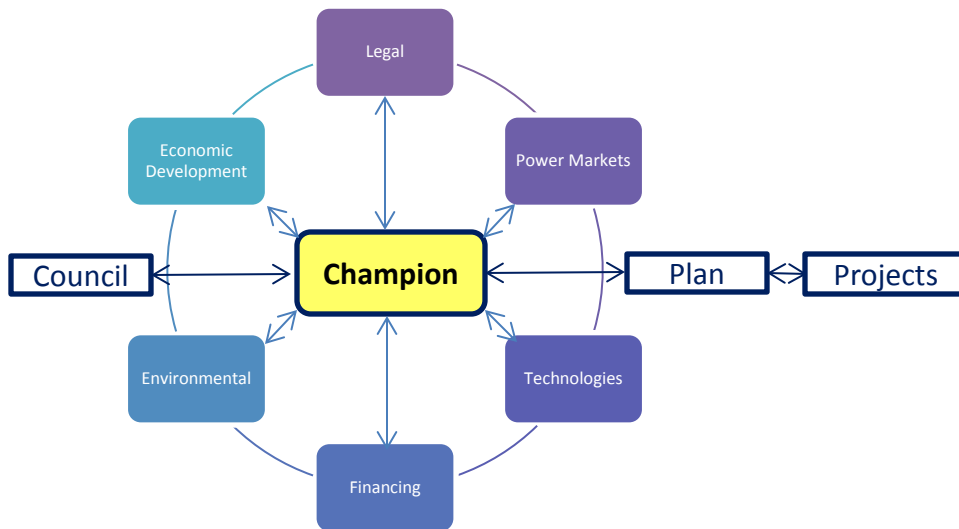 Legal
Economic
Development
Power Markets
Council
Champion
Plan
Projects
Environmental
Technologies
Financing